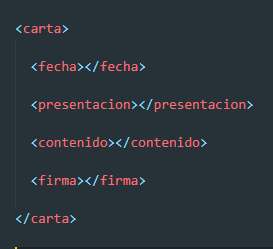 <carta>
<fecha></fecha>
<presentacion></presentacion>
<contenido></contenido>
<firma></firma>
</carta>